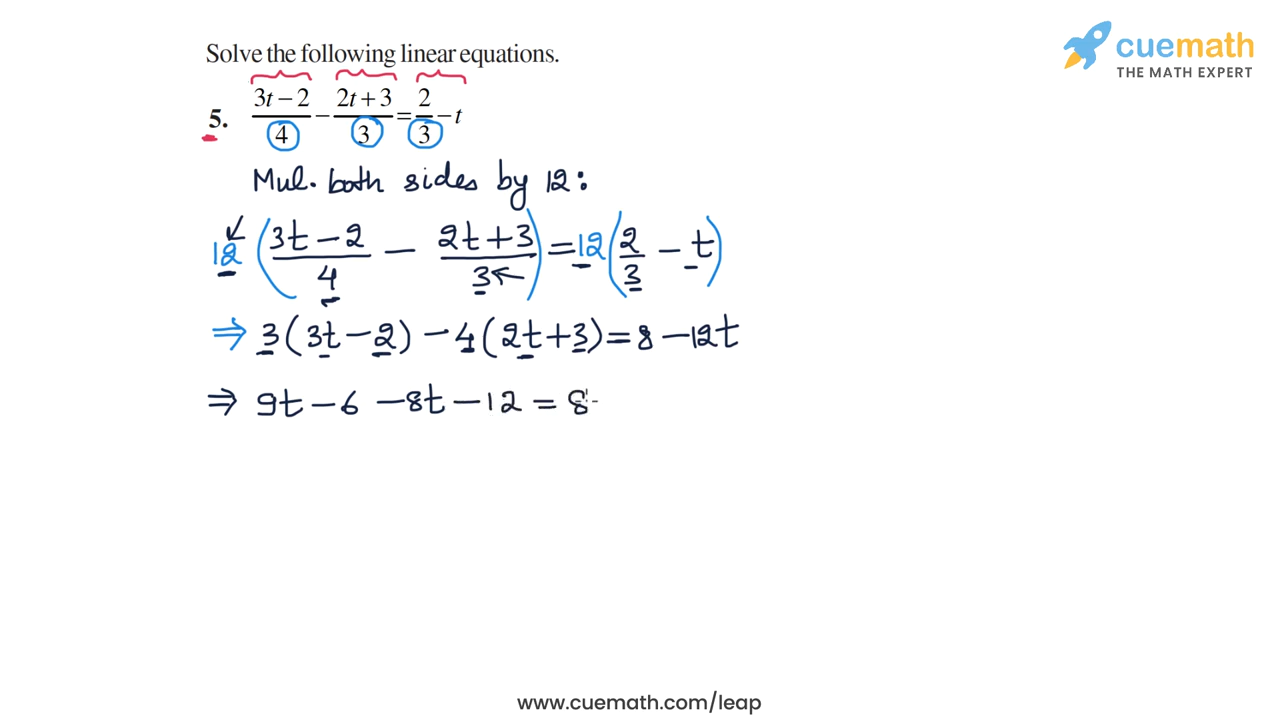 Solve the following linear equations.
cuemath
THE MATH EXPERT
5. (3t − 2)/4 − (2t + 3)/3 = 2/3 − t
Mul. both sides by 12:
12 ((3t − 2)/4 − (2t + 3)/3) = 12 (2/3 − t)
⇒ 3(3t − 2) − 4(2t + 3) = 8 − 12t
⇒ 9t − 6 − 8t − 12 = 8
www.cuemath.com/leap